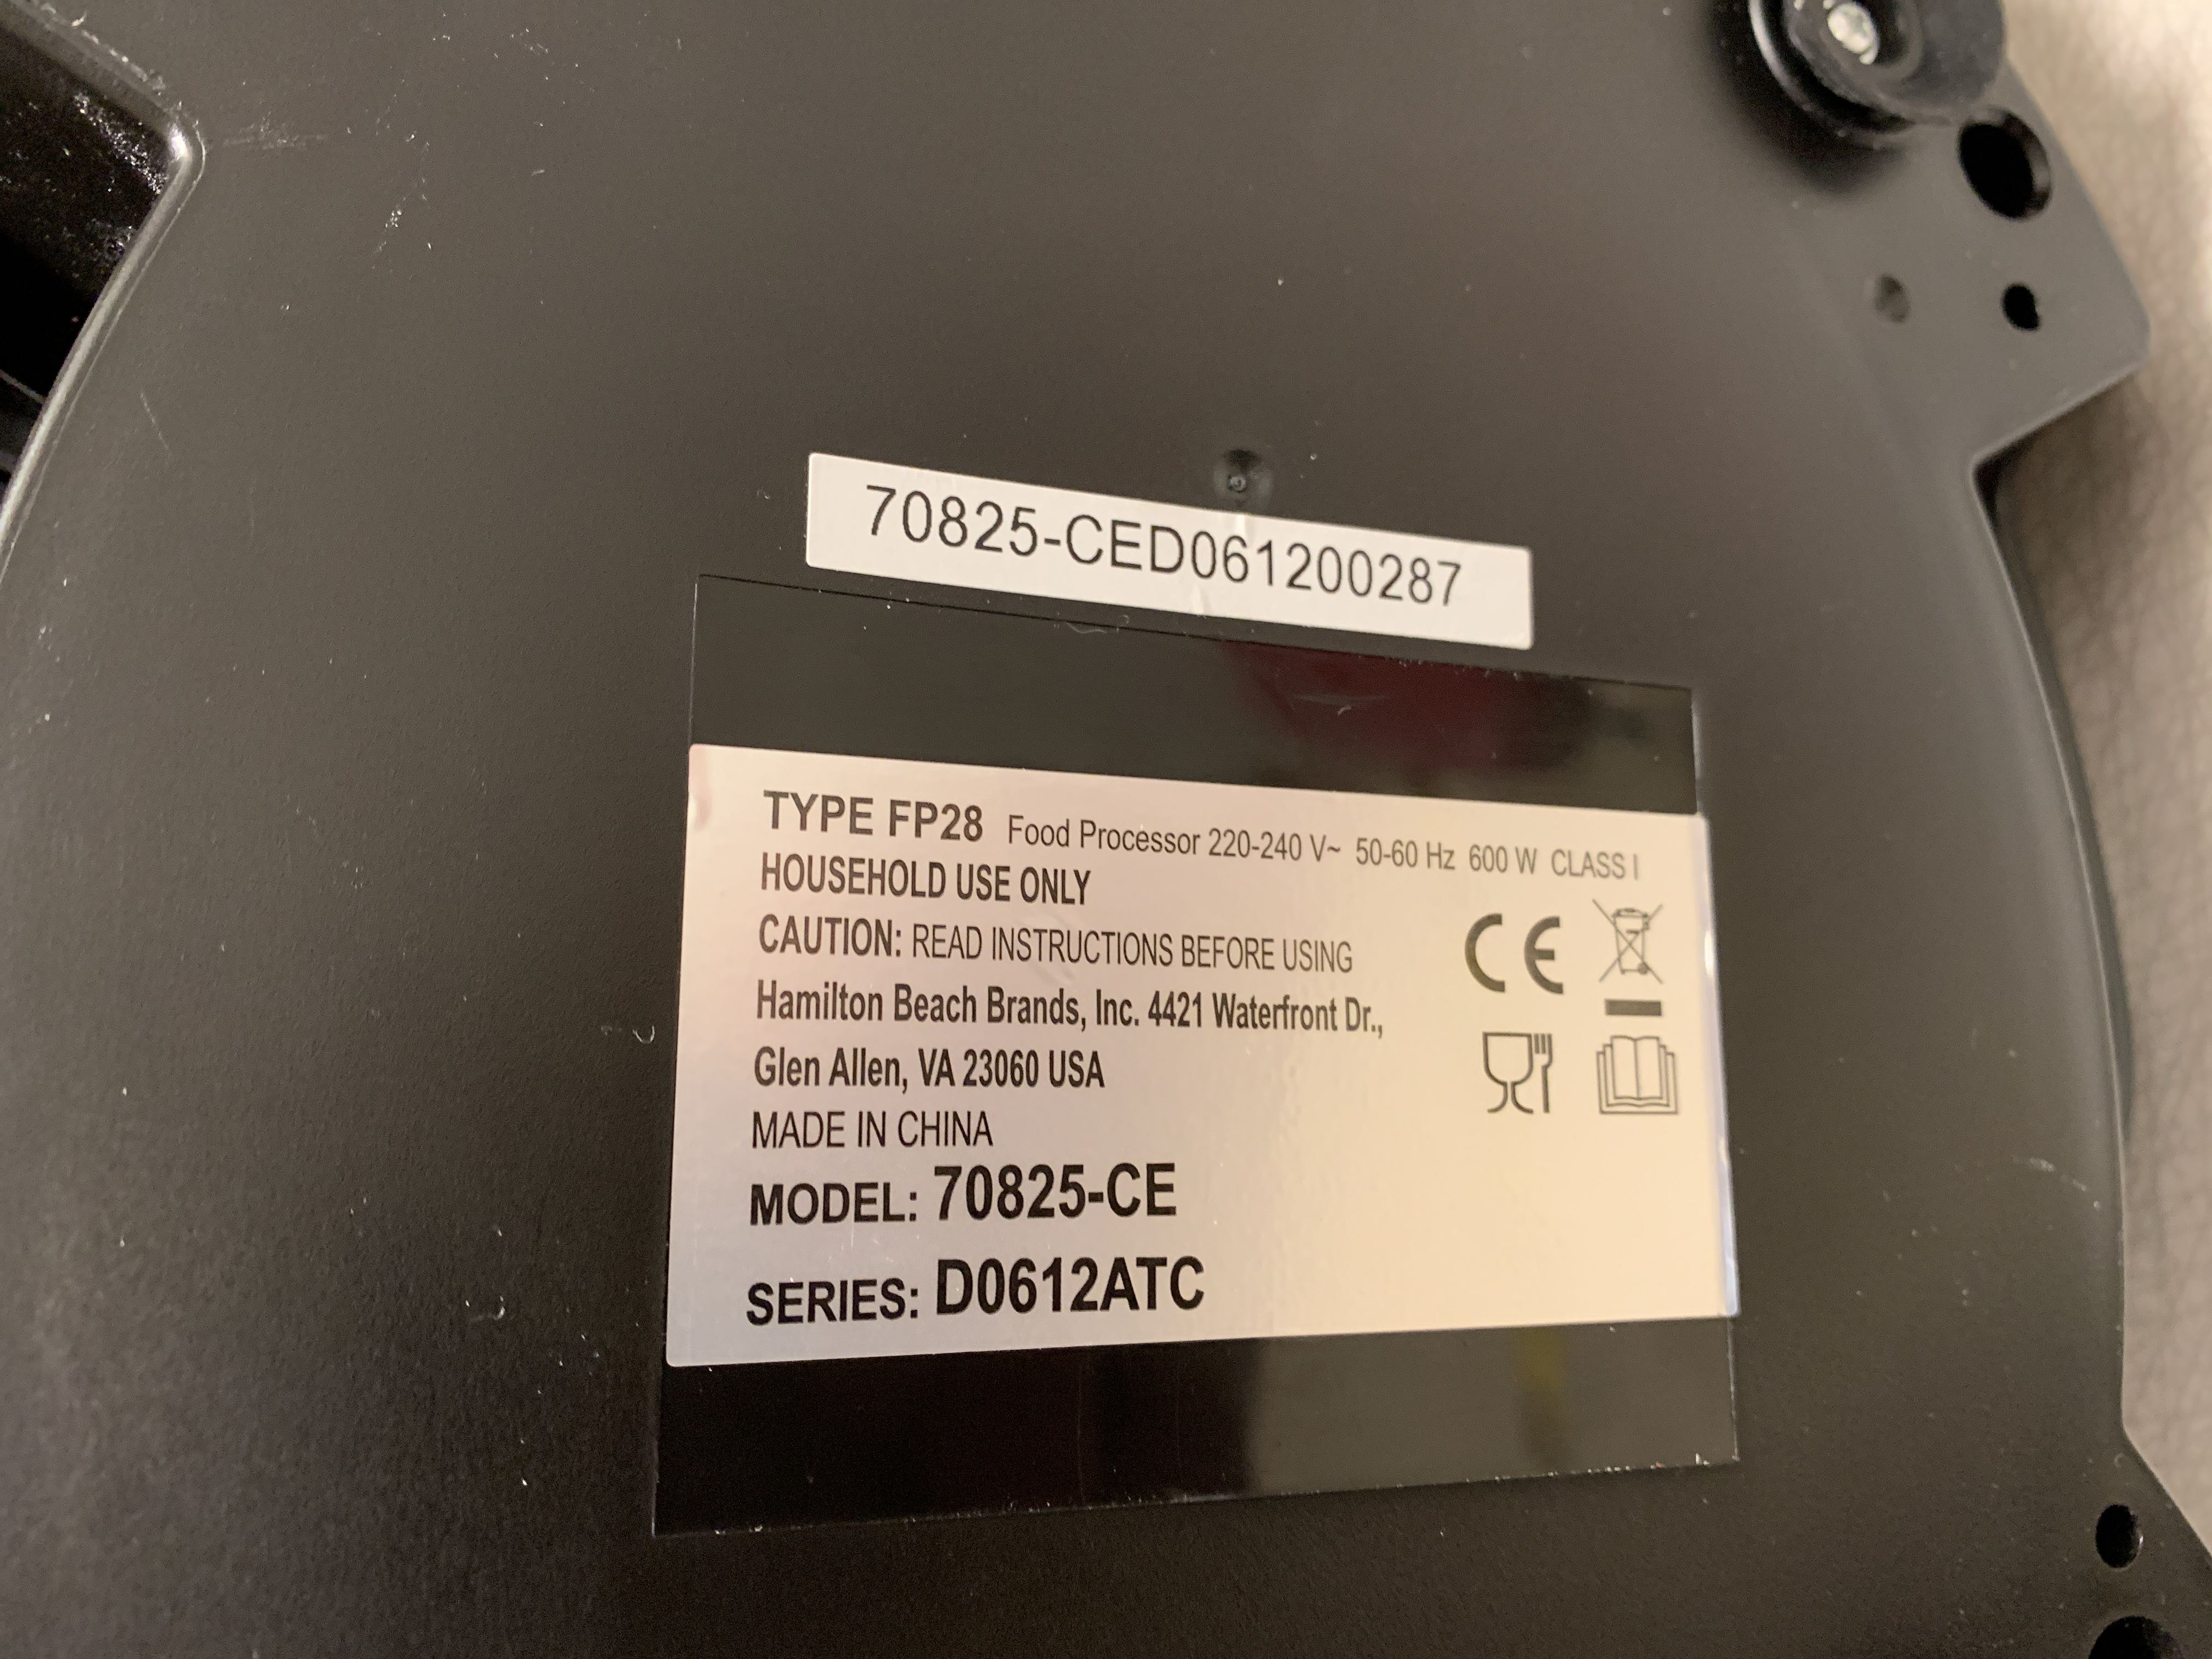 70825-CED061200287
TYPE FP28 Food Processor 220-240 V~ 50-60 Hz 600 W CLASS I
HOUSEHOLD USE ONLY
CAUTION: READ INSTRUCTIONS BEFORE USING
Hamilton Beach Brands, Inc. 4421 Waterfront Dr.,
Glen Allen, VA 23060 USA
MADE IN CHINA
MODEL: 70825-CE
SERIES: D0612ATC
CE